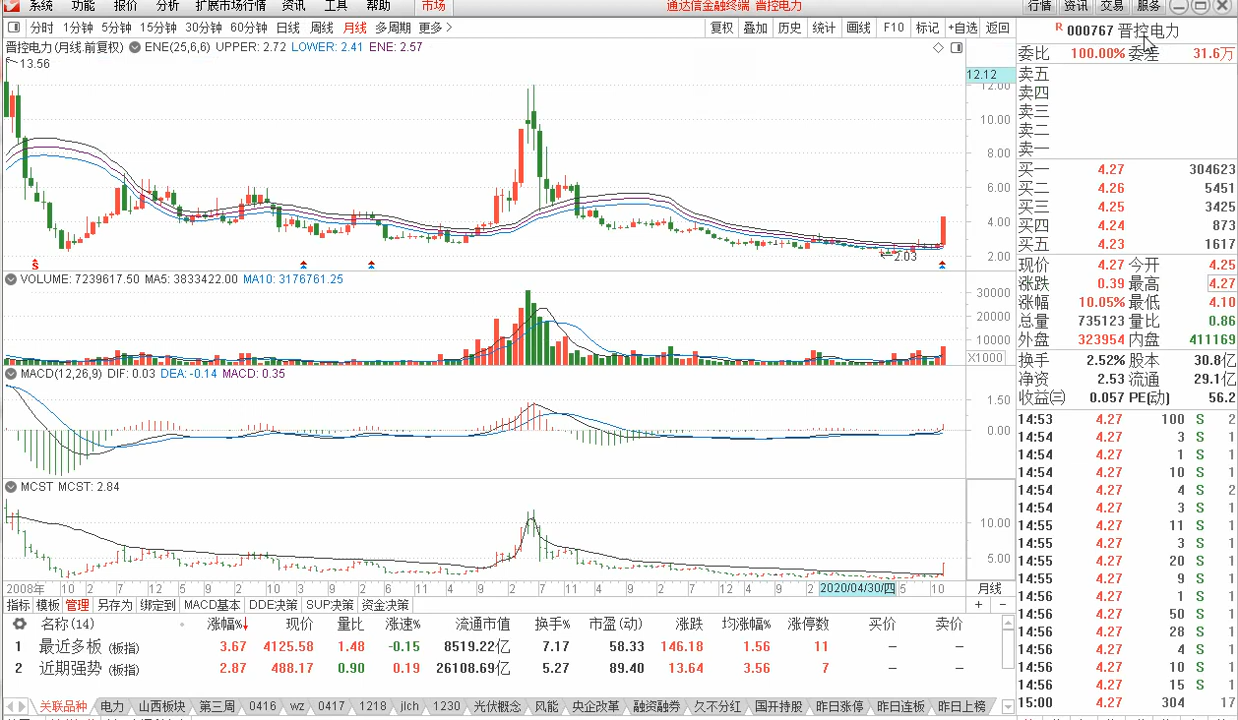 系统 功能 报价 分析 扩展市场行情 资讯 工具 帮助 市场 通达信金融终端 晋控电力 行情 资讯 交易 服务
分时 1分钟 5分钟 15分钟 30分钟 60分钟 日线 周线 月线 多周期 更多> 复权 叠加 历史 统计 画线 F10 标记 +自选 返回
晋控电力(月线.前复权) ENE(25,6,6) UPPER: 2.72 LOWER: 2.41 ENE: 2.57
13.56
12.12
12.00
10.00
8.00
6.00
4.00
2.00
2.03
VOLUME: 7239617.50 MA5: 3833422.00 MA10: 3176761.25
30000
20000
10000
X1000
MACD(12,26,9) DIF: 0.03 DEA: -0.14 MACD: 0.35
1.50
0.00
MCST MCST: 2.84
10.00
5.00
2008年 10 2 7 12 5 9 2 7 10 3 9 2 6 11 4 9 2 7 11 4 9 2 7 12 4 9 2 2020/04/30/四 5 10 月线
指标 模板 管理 另存为 绑定到 MACD基本 DDE决策 SUP决策 资金决策 + −
名称(14) 涨幅%↓ 现价 量比 涨速% 流通市值 换手% 市盈(动) 涨跌 均涨幅% 涨停数 买价 卖价
1 最近多板 (板指) 3.67 4125.58 1.48 -0.15 8519.22亿 7.17 58.33 146.18 1.56 11 – –
2 近期强势 (板指) 2.87 488.17 0.90 0.19 26108.69亿 5.27 89.40 13.64 3.56 7 – –
关联品种 电力 山西板块 第三周 0416 wz 0417 1218 jlch 1230 光伏概念 风能 央企改革 融资融券 久不分红 国开持股 昨日涨停 昨日连板 昨日上榜
R 000767 晋控电力
委比 100.00% 委差 31.6万
卖五
卖四
卖三
卖二
卖一
买一 4.27 304623
买二 4.26 5451
买三 4.25 3425
买四 4.24 873
买五 4.23 1617
现价 4.27 今开 4.25
涨跌 0.39 最高 4.27
涨幅 10.05% 最低 4.10
总量 735123 量比 0.86
外盘 323954 内盘 411169
换手 2.52% 股本 30.8亿
净资 2.53 流通 29.1亿
收益(三) 0.057 PE(动) 56.2
14:53 4.27 100 S 2
14:54 4.27 3 S 1
14:54 4.27 1 S 1
14:54 4.27 10 S 1
14:54 4.27 4 S 2
14:54 4.27 3 S 1
14:55 4.27 11 S 1
14:55 4.27 3 S 1
14:55 4.27 20 S 1
14:55 4.27 9 S 1
14:56 4.27 1 S 1
14:56 4.27 50 S 1
14:56 4.27 28 S 1
14:56 4.27 4 S 1
14:56 4.27 10 S 1
14:56 4.27 15 S 1
15:00 4.27 304 17